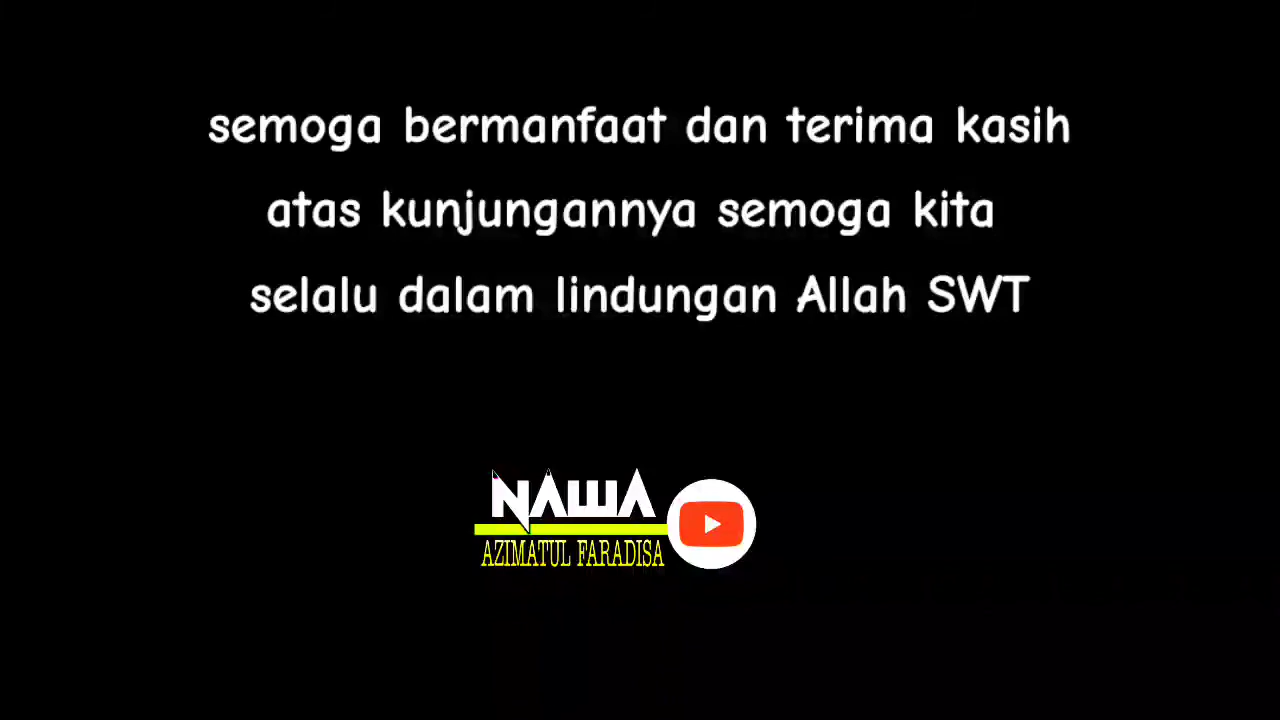 semoga bermanfaat dan terima kasih
atas kunjungannya semoga kita
selalu dalam lindungan Allah SWT
NAWA
AZIMATUL FARADISA